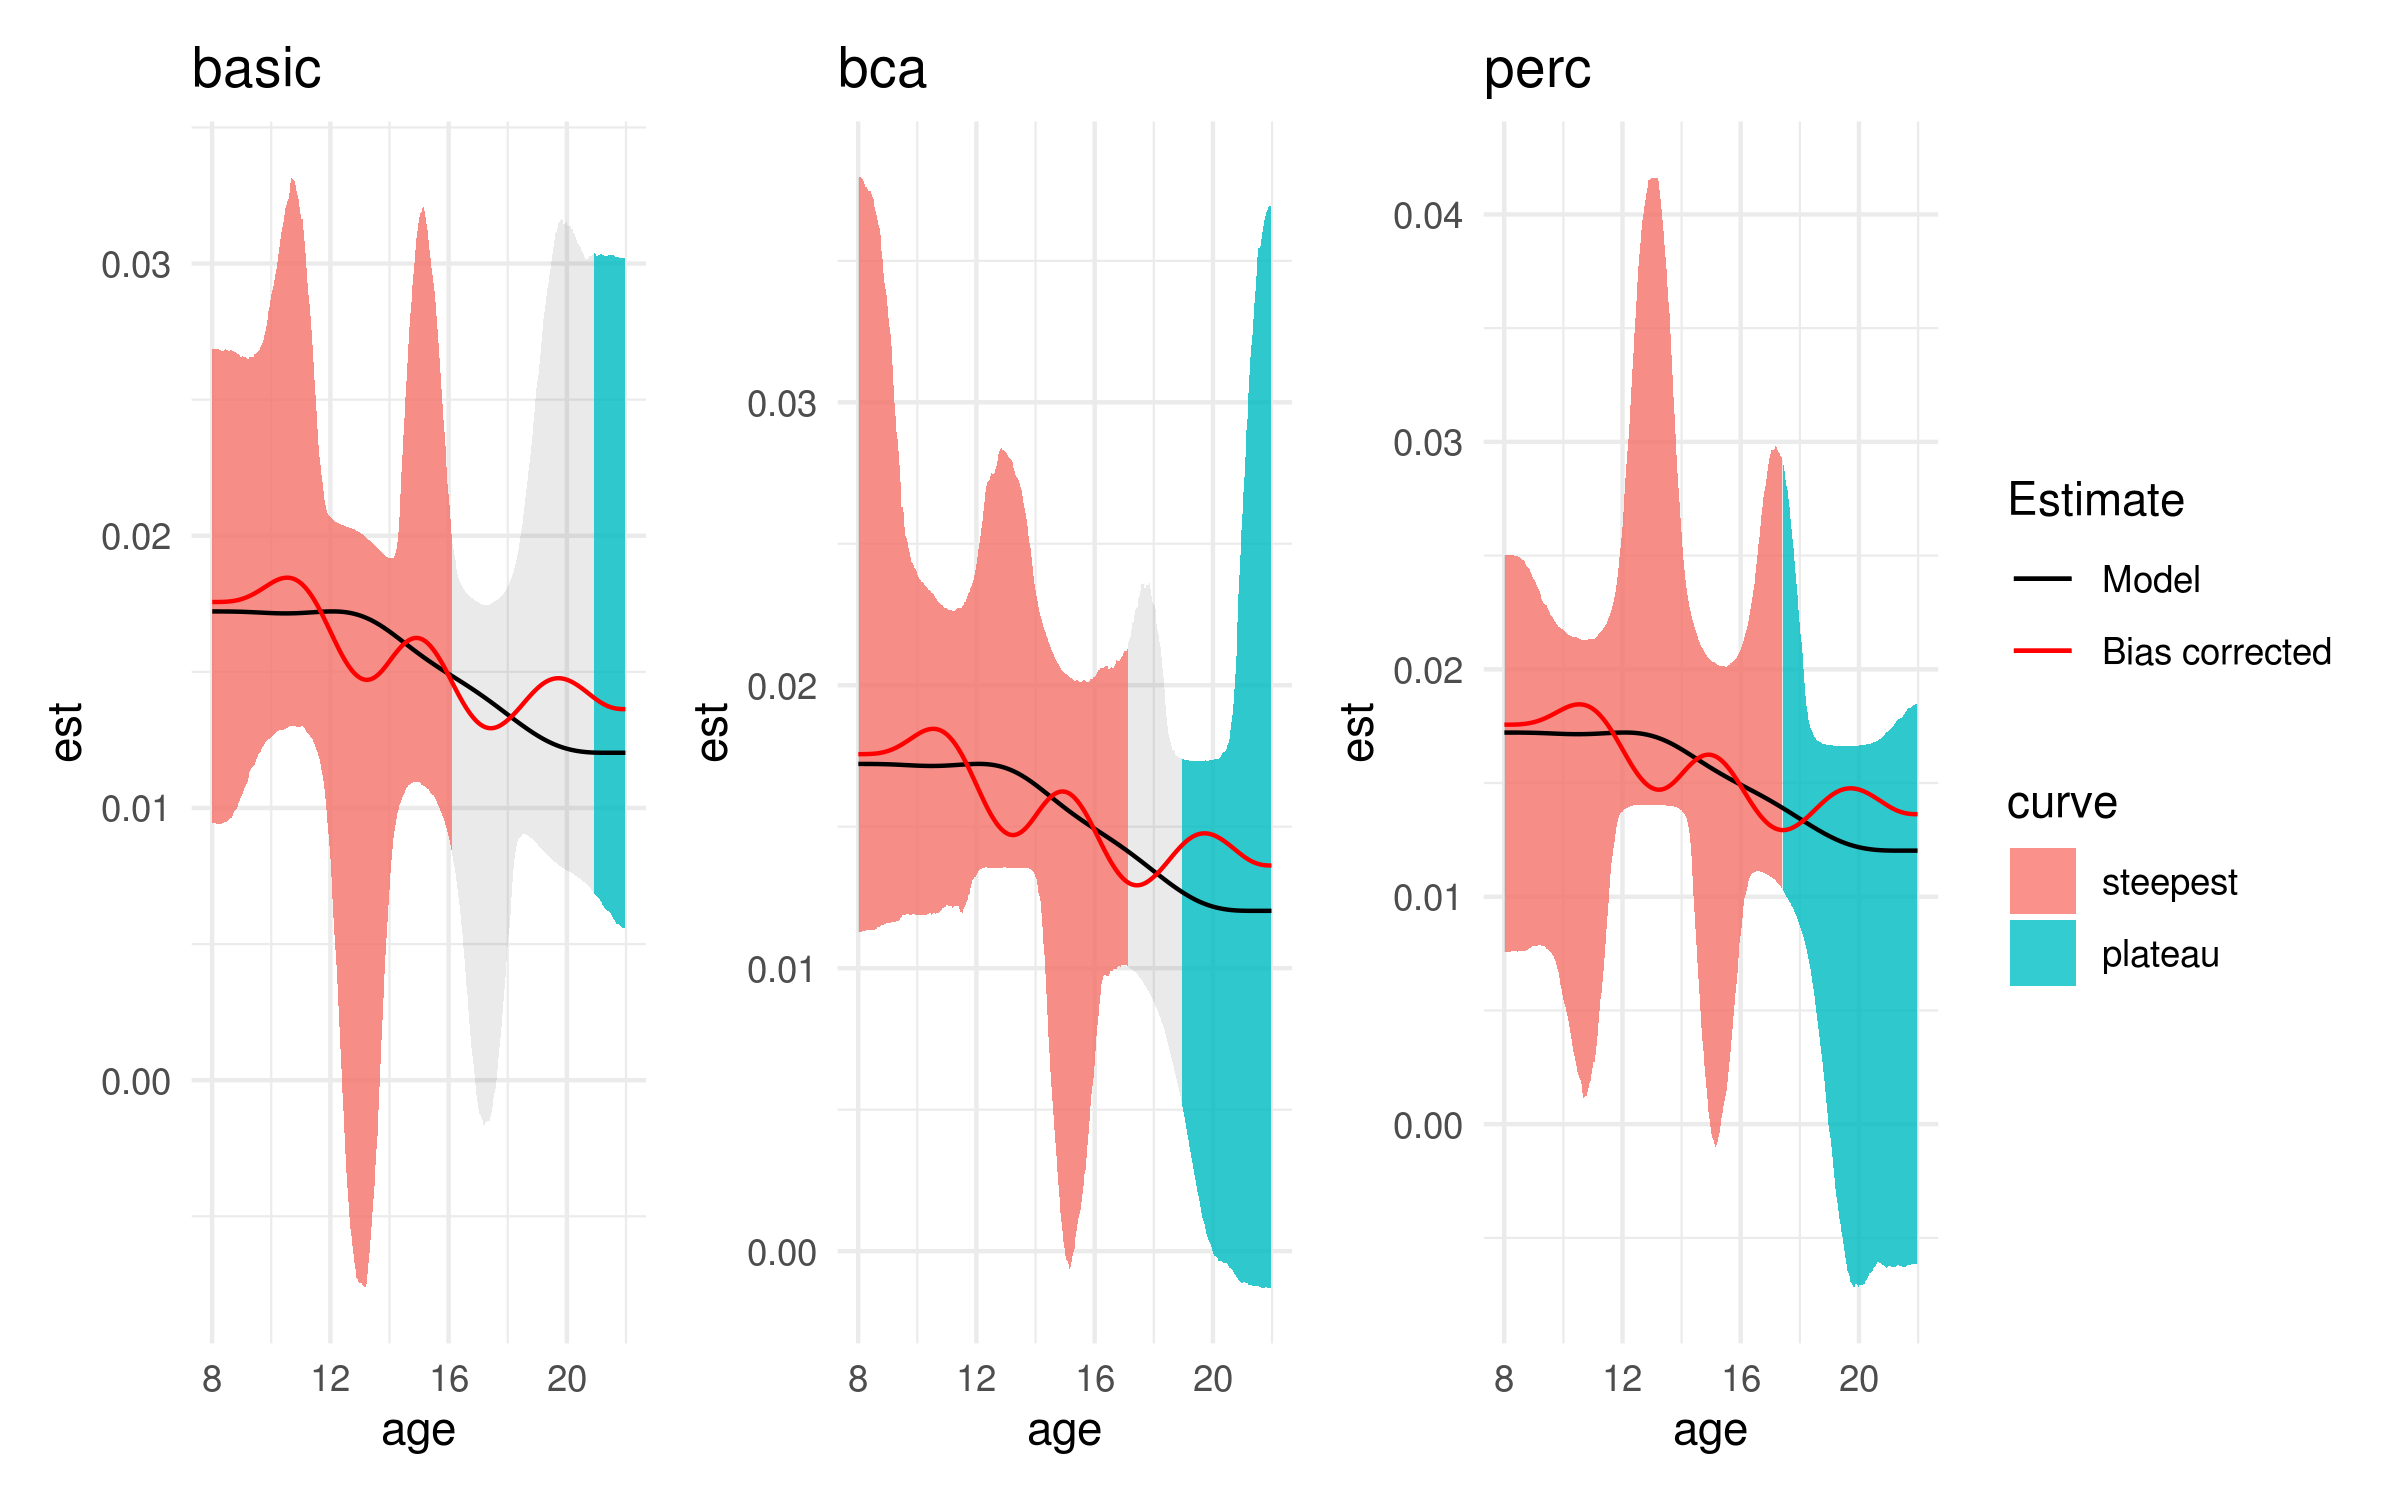 basic
bca
perc
est
0.03
0.02
0.01
0.00
8 12 16 20
age
est
0.03
0.02
0.01
0.00
8 12 16 20
age
est
0.04
0.03
0.02
0.01
0.00
8 12 16 20
age
Estimate
Model
Bias corrected
curve
steepest
plateau